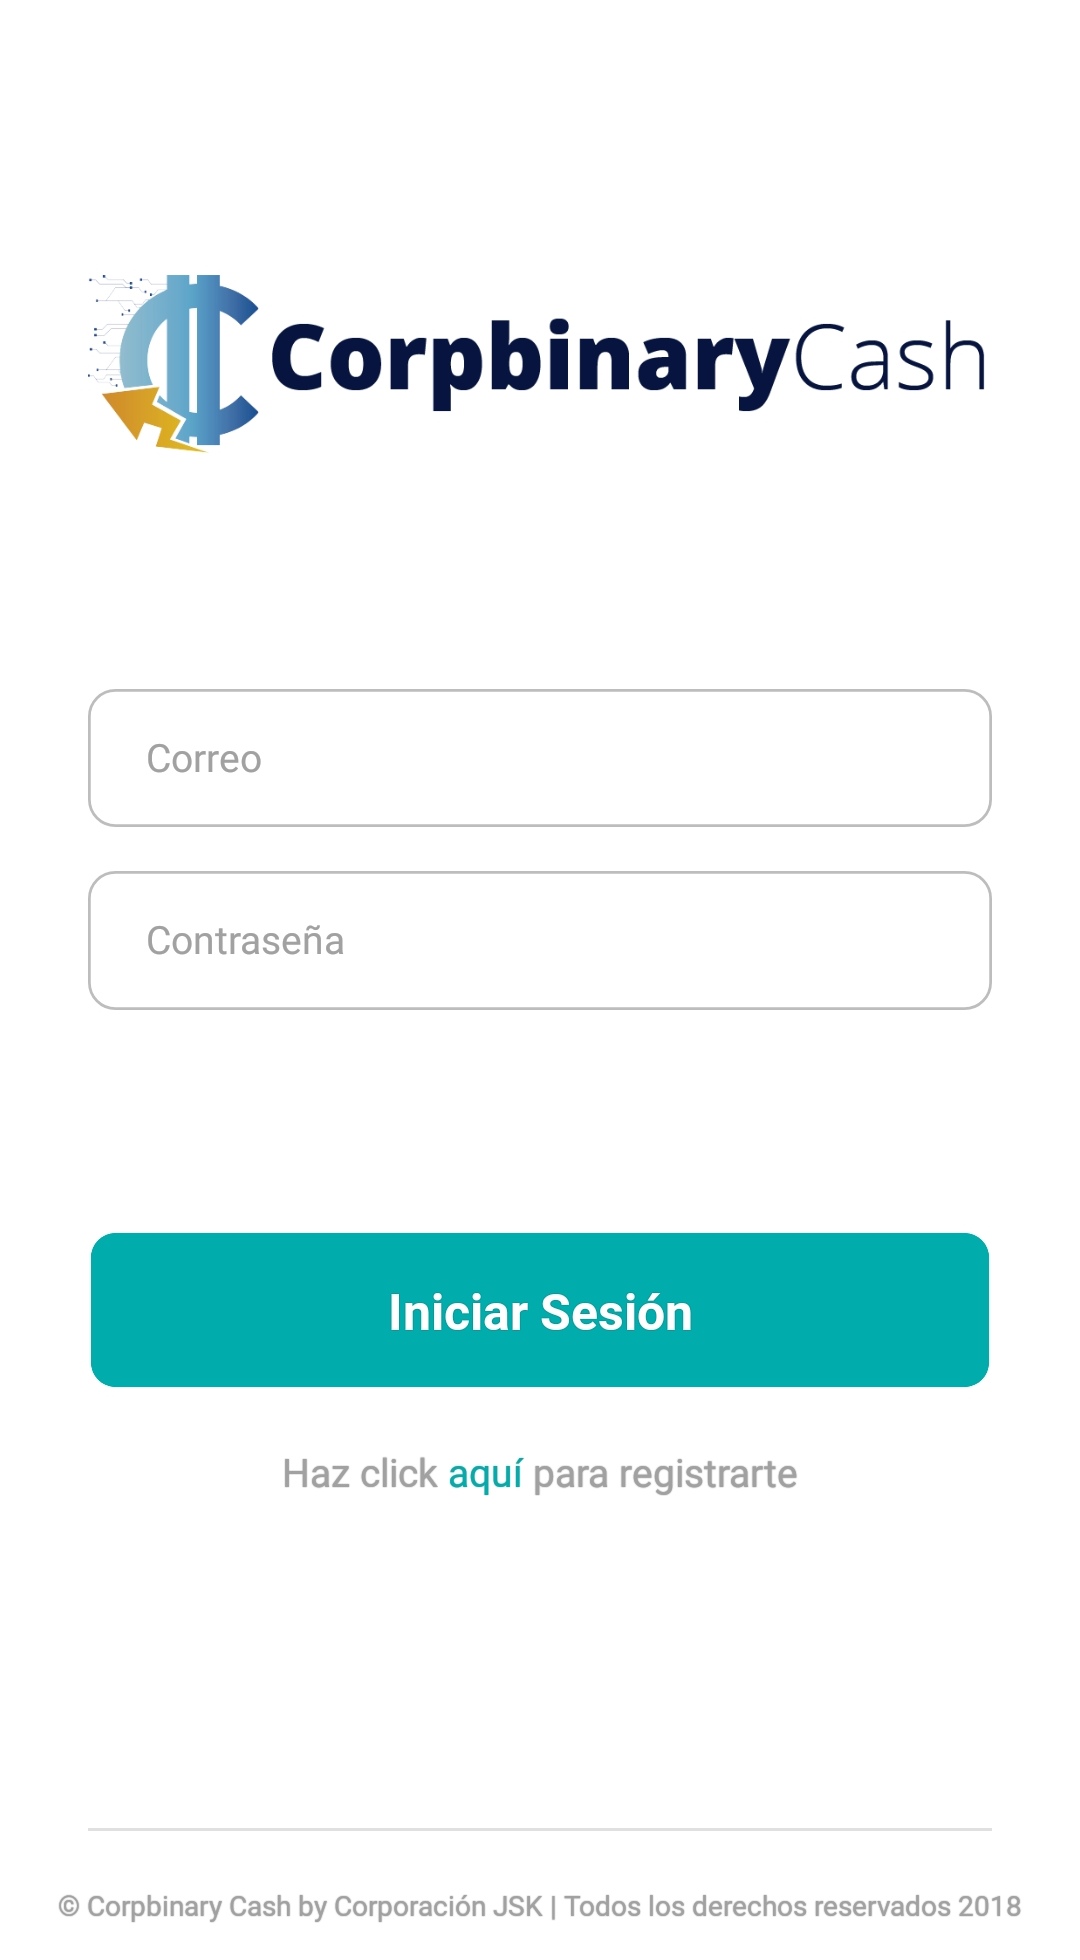 CorpbinaryCash
Correo
Contraseña
Iniciar Sesión
Haz click aquí para registrarte
© Corpbinary Cash by Corporación JSK | Todos los derechos reservados 2018